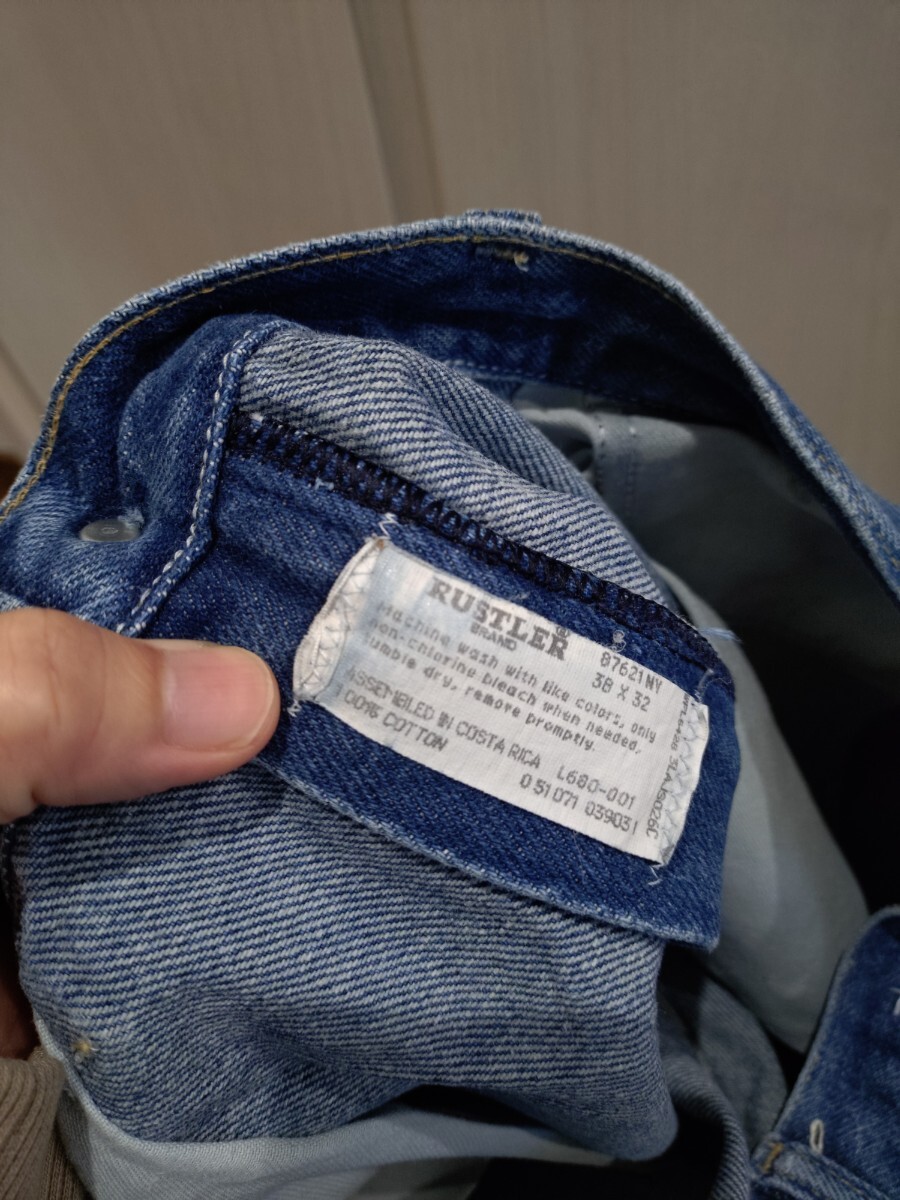 RUSTLER®
BRAND
87621NY
38 X 32
Machine wash with like colors, only
non-chlorine bleach when needed,
tumble dry, remove promptly.
ASSEMBLED IN COSTA RICA L680-001
100% COTTON 0 51071 039031